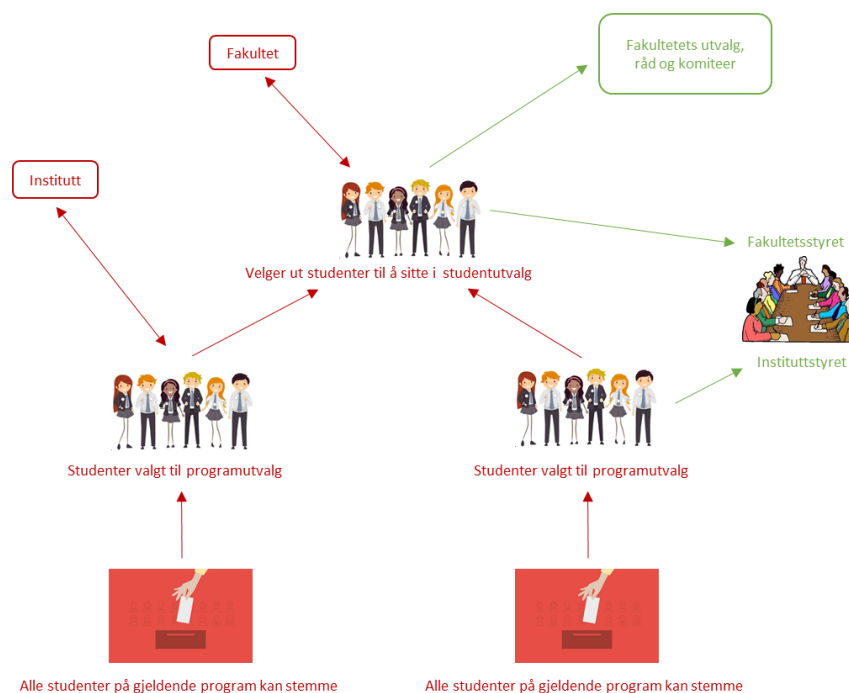 Fakultet
Fakultetets utvalg,
råd og komiteer
Institutt
Velger ut studenter til å sitte i studentutvalg
Fakultetsstyret
Instituttstyret
Studenter valgt til programutvalg
Studenter valgt til programutvalg
Alle studenter på gjeldende program kan stemme
Alle studenter på gjeldende program kan stemme